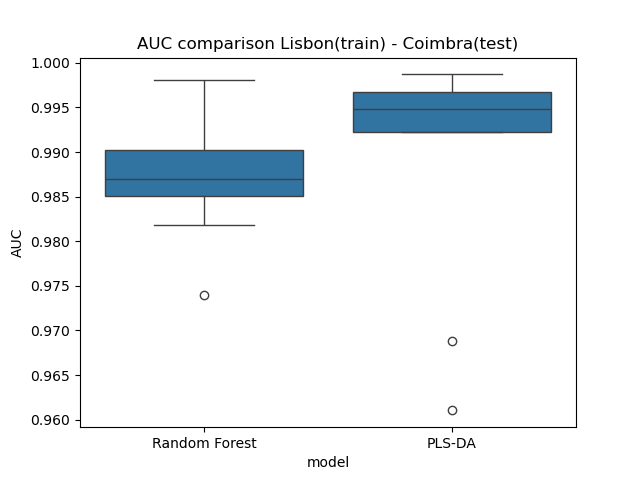 AUC comparison Lisbon(train) - Coimbra(test)
1.000
0.995
0.990
0.985
0.980
0.975
0.970
0.965
0.960
AUC
Random Forest
PLS-DA
model